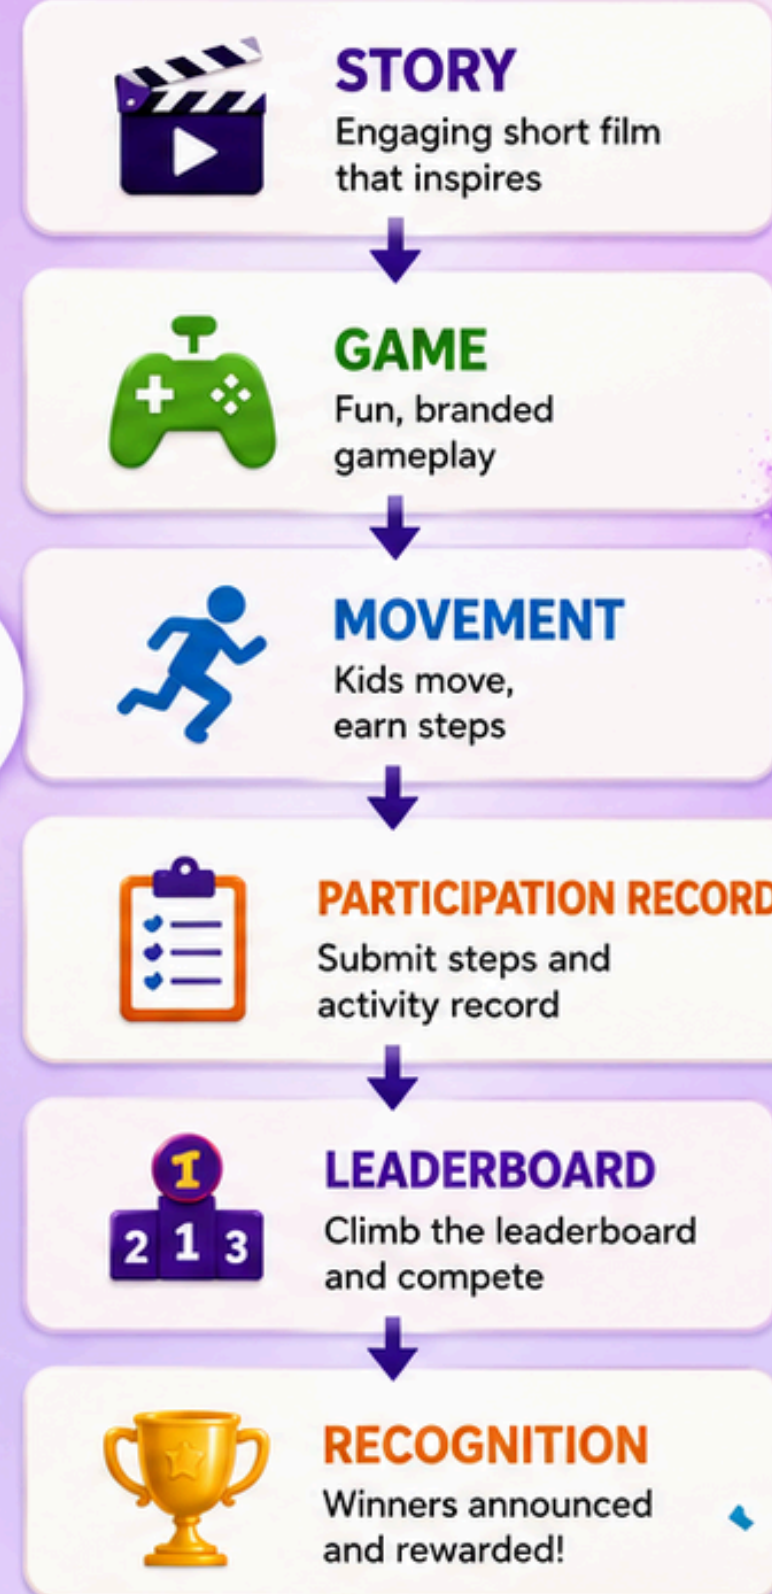 STORY
Engaging short film
that inspires
GAME
Fun, branded
gameplay
MOVEMENT
Kids move,
earn steps
PARTICIPATION RECORD
Submit steps and
activity record
1
2 1 3
LEADERBOARD
Climb the leaderboard
and compete
RECOGNITION
Winners announced
and rewarded!